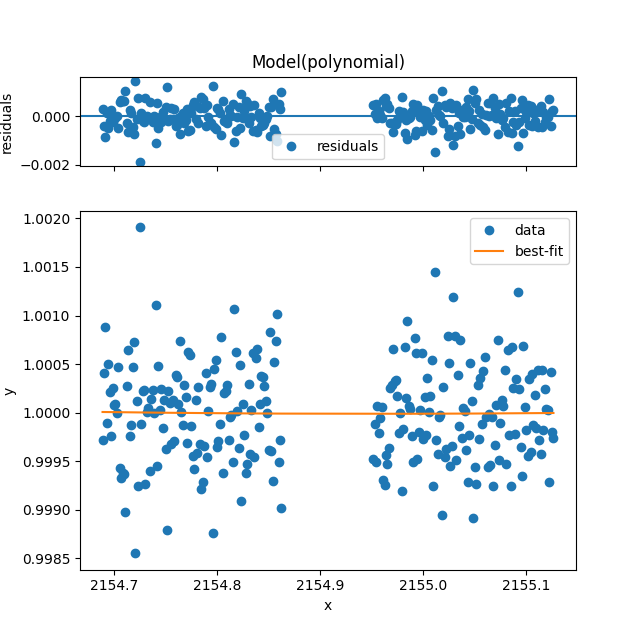 Model(polynomial)
residuals
0.000
−0.002
residuals
1.0020
1.0015
1.0010
1.0005
1.0000
0.9995
0.9990
0.9985
y
data
best-fit
2154.7 2154.8 2154.9 2155.0 2155.1
x